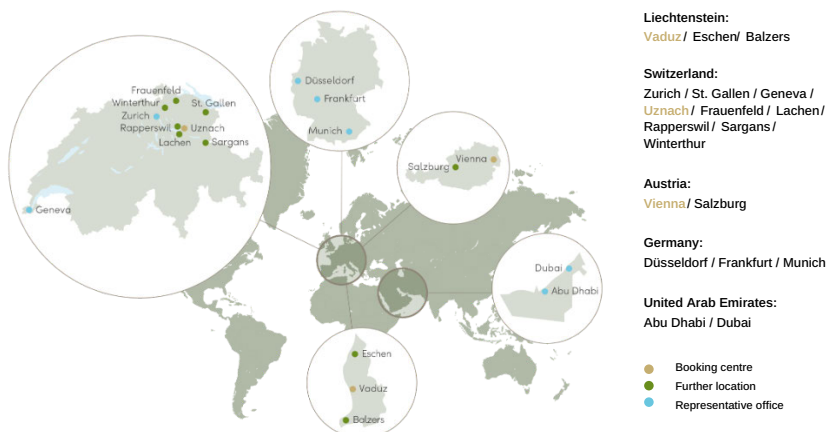 Frauenfeld
Winterthur
St. Gallen
Zurich
Rapperswil
Uznach
Lachen
Sargans
Geneva
Düsseldorf
Frankfurt
Munich
Vienna
Salzburg
Dubai
Abu Dhabi
Eschen
Vaduz
Balzers
Liechtenstein:
Vaduz / Eschen/ Balzers
Switzerland:
Zurich / St. Gallen / Geneva /
Uznach / Frauenfeld / Lachen /
Rapperswil / Sargans /
Winterthur
Austria:
Vienna / Salzburg
Germany:
Düsseldorf / Frankfurt / Munich
United Arab Emirates:
Abu Dhabi / Dubai
Booking centre
Further location
Representative office